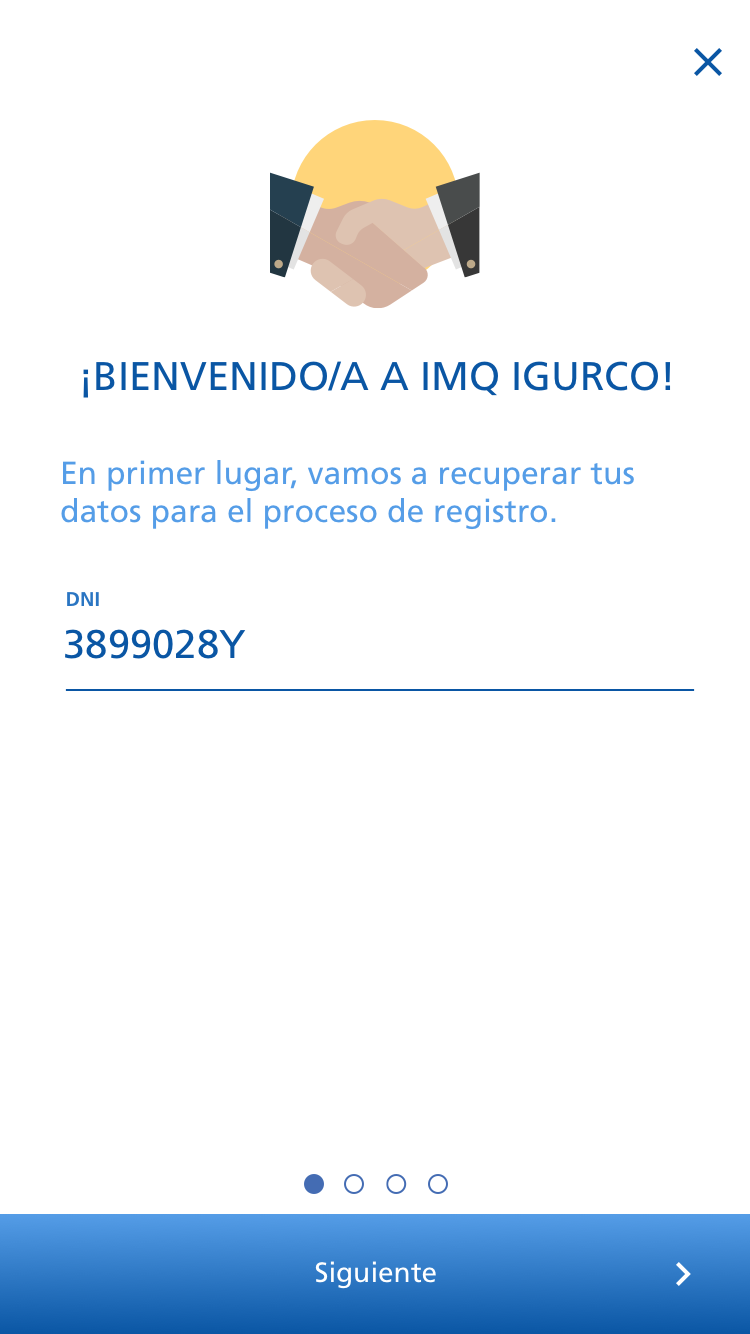 ¡BIENVENIDO/A A IMQ IGURCO!
En primer lugar, vamos a recuperar tus
datos para el proceso de registro.
DNI
3899028Y
Siguiente